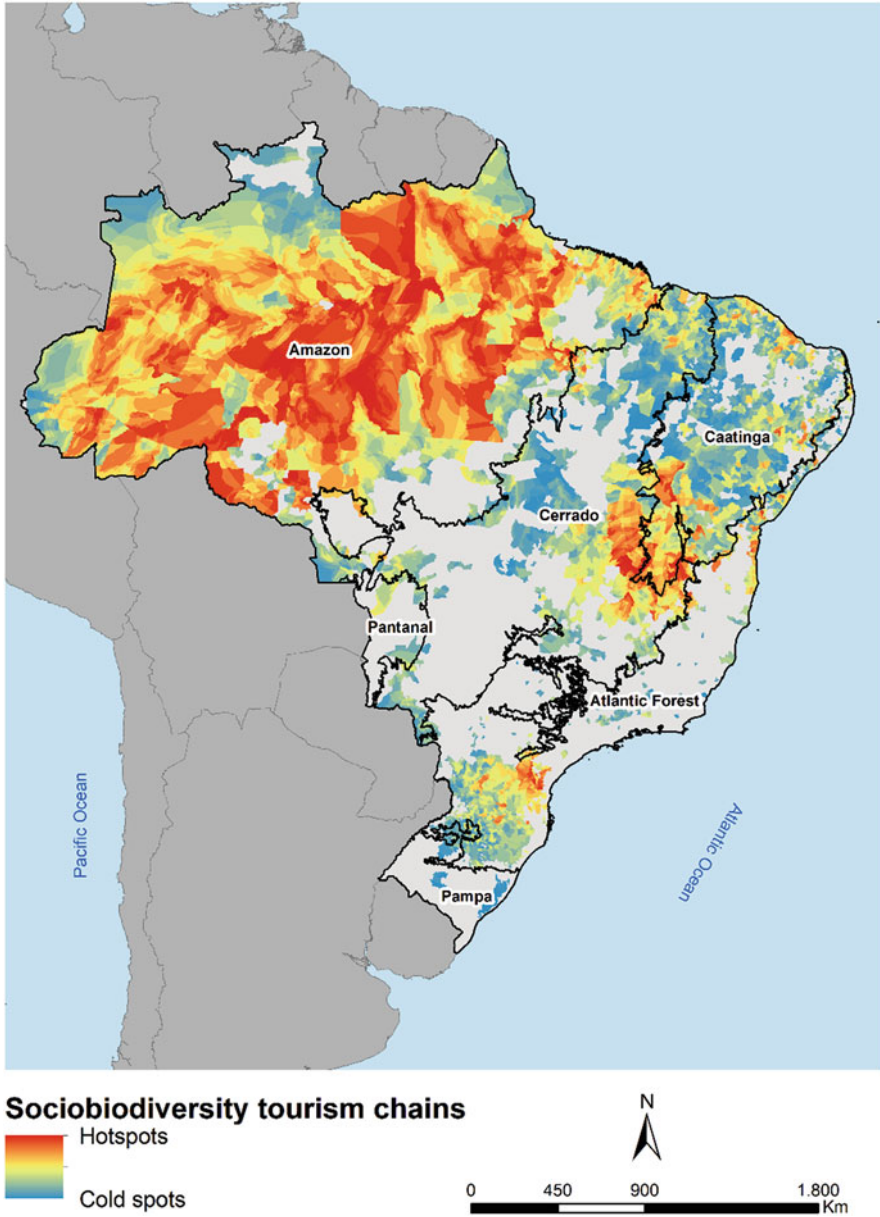 Amazon
Caatinga
Cerrado
Pantanal
Atlantic Forest
Pacific Ocean
Atlantic Ocean
Pampa
Sociobiodiversity tourism chains
Hotspots
Cold spots
N
0 450 900 1.800
Km